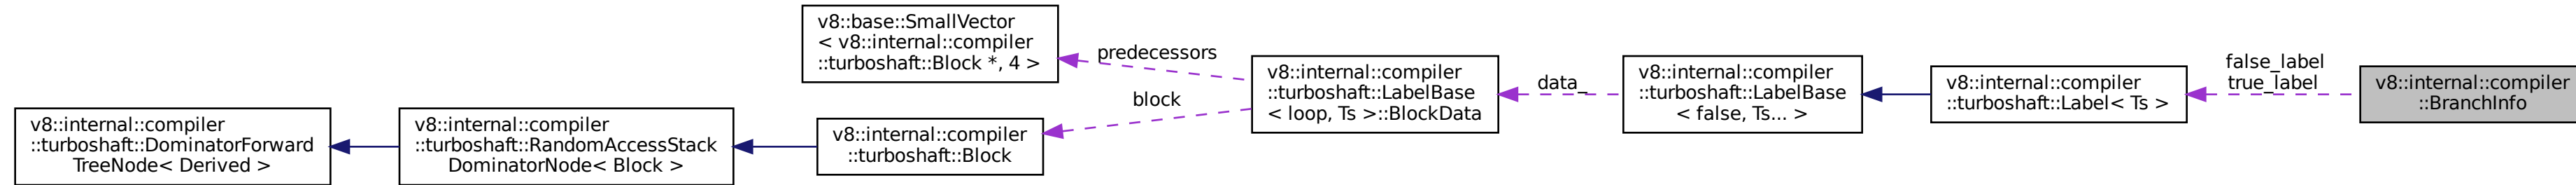 v8::base::SmallVector
< v8::internal::compiler
::turboshaft::Block *, 4 >
predecessors
block
v8::internal::compiler
::turboshaft::DominatorForward
TreeNode< Derived >
v8::internal::compiler
::turboshaft::RandomAccessStack
DominatorNode< Block >
v8::internal::compiler
::turboshaft::Block
v8::internal::compiler
::turboshaft::LabelBase
< loop, Ts >::BlockData
data_
v8::internal::compiler
::turboshaft::LabelBase
< false, Ts... >
v8::internal::compiler
::turboshaft::Label< Ts >
false_label
true_label
v8::internal::compiler
::BranchInfo